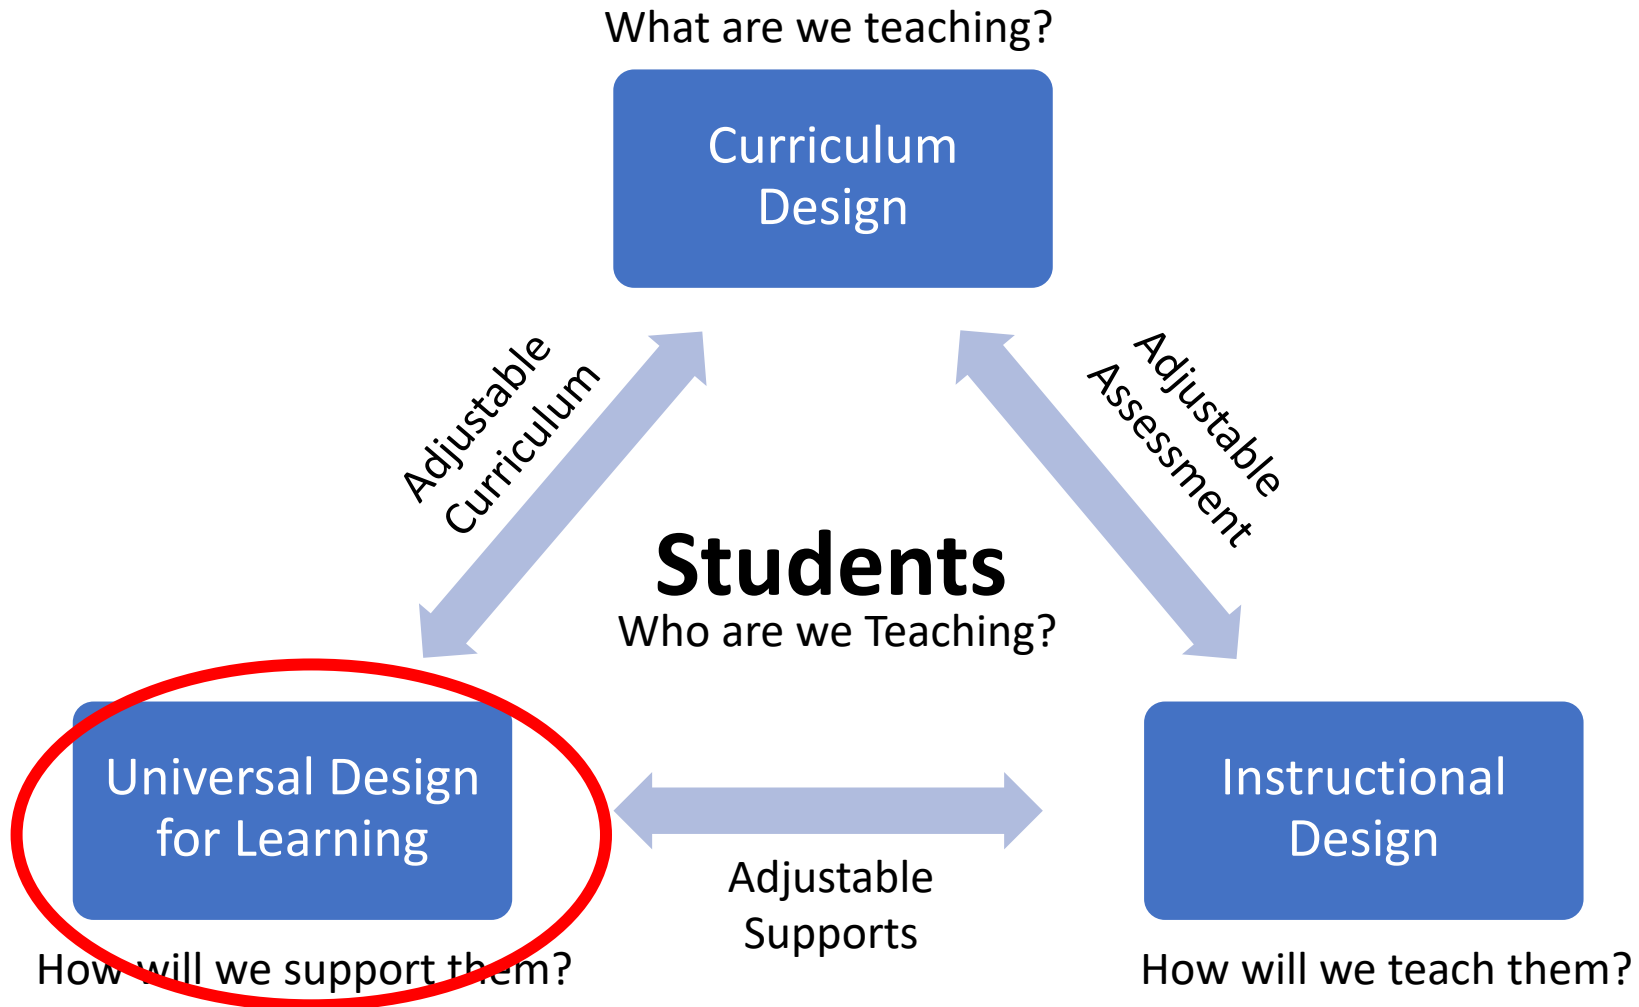 What are we teaching?
Curriculum
Design
Adjustable
Curriculum
Adjustable
Assessment
Students
Who are we Teaching?
Universal Design
for Learning
Instructional
Design
Adjustable
Supports
How will we support them?
How will we teach them?